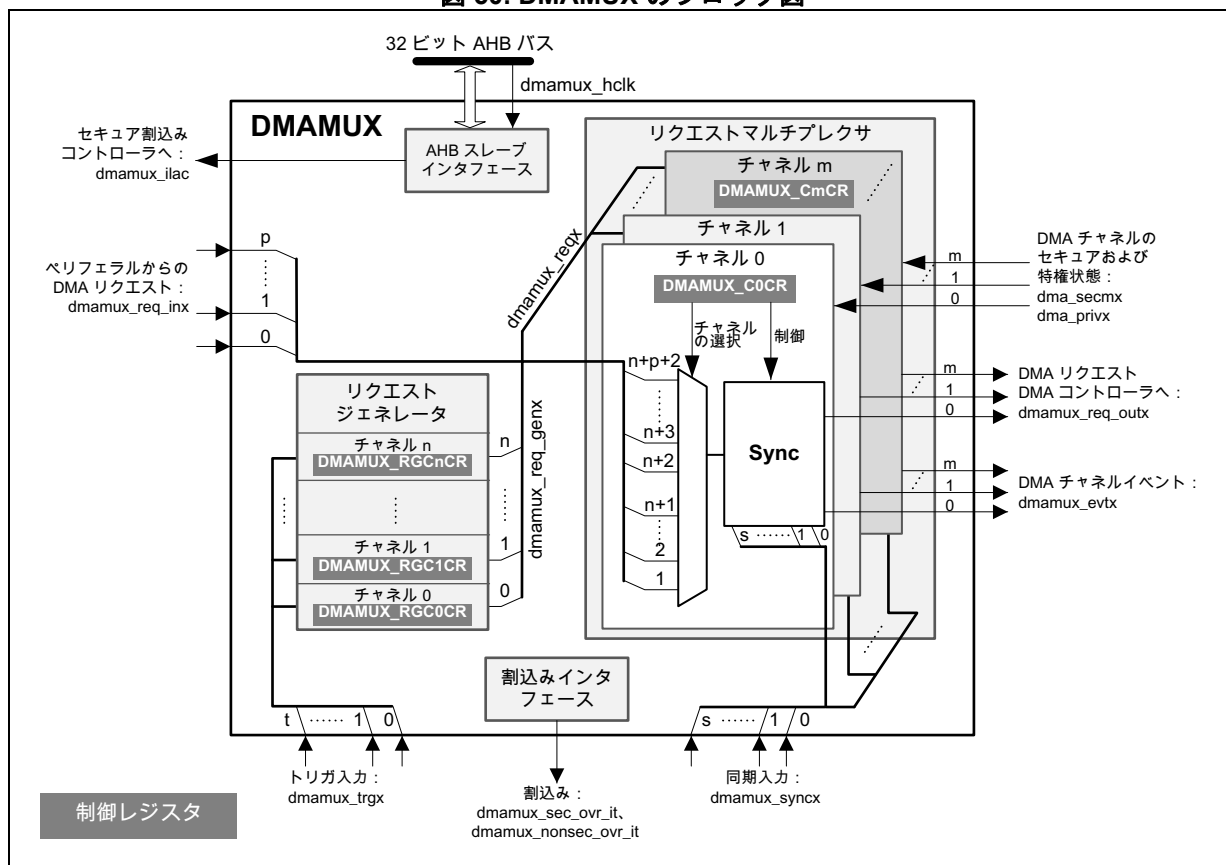 32 ビット AHB バス
dmamux_hclk
DMAMUX
セキュア割込み
コントローラへ：
dmamux_ilac
AHB スレーブ
インタフェース
リクエストマルチプレクサ
チャネル m
DMAMUX_CmCR
チャネル 1
チャネル 0
DMAMUX_C0CR
チャネル
の選択
制御
dmamux_reqx
p
1
0
ペリフェラルからの
DMA リクエスト：
dmamux_req_inx
m
1
0
DMA チャネルの
セキュアおよび
特権状態：
dma_secmx
dma_privx
n+p+2
n+3
n+2
n+1
2
1
Sync
s ······ 1 0
m
1
0
DMA リクエスト
DMA コントローラへ：
dmamux_req_outx
m
1
0
DMA チャネルイベント：
dmamux_evtx
リクエスト
ジェネレータ
チャネル n
DMAMUX_RGCnCR
チャネル 1
DMAMUX_RGC1CR
チャネル 0
DMAMUX_RGC0CR
n
1
0
dmamux_req_genx
割込みインタ
フェース
t ······ 1 0
トリガ入力：
dmamux_trgx
割込み：
dmamux_sec_ovr_it、
dmamux_nonsec_ovr_it
s ······ 1 0
同期入力：
dmamux_syncx
制御レジスタ